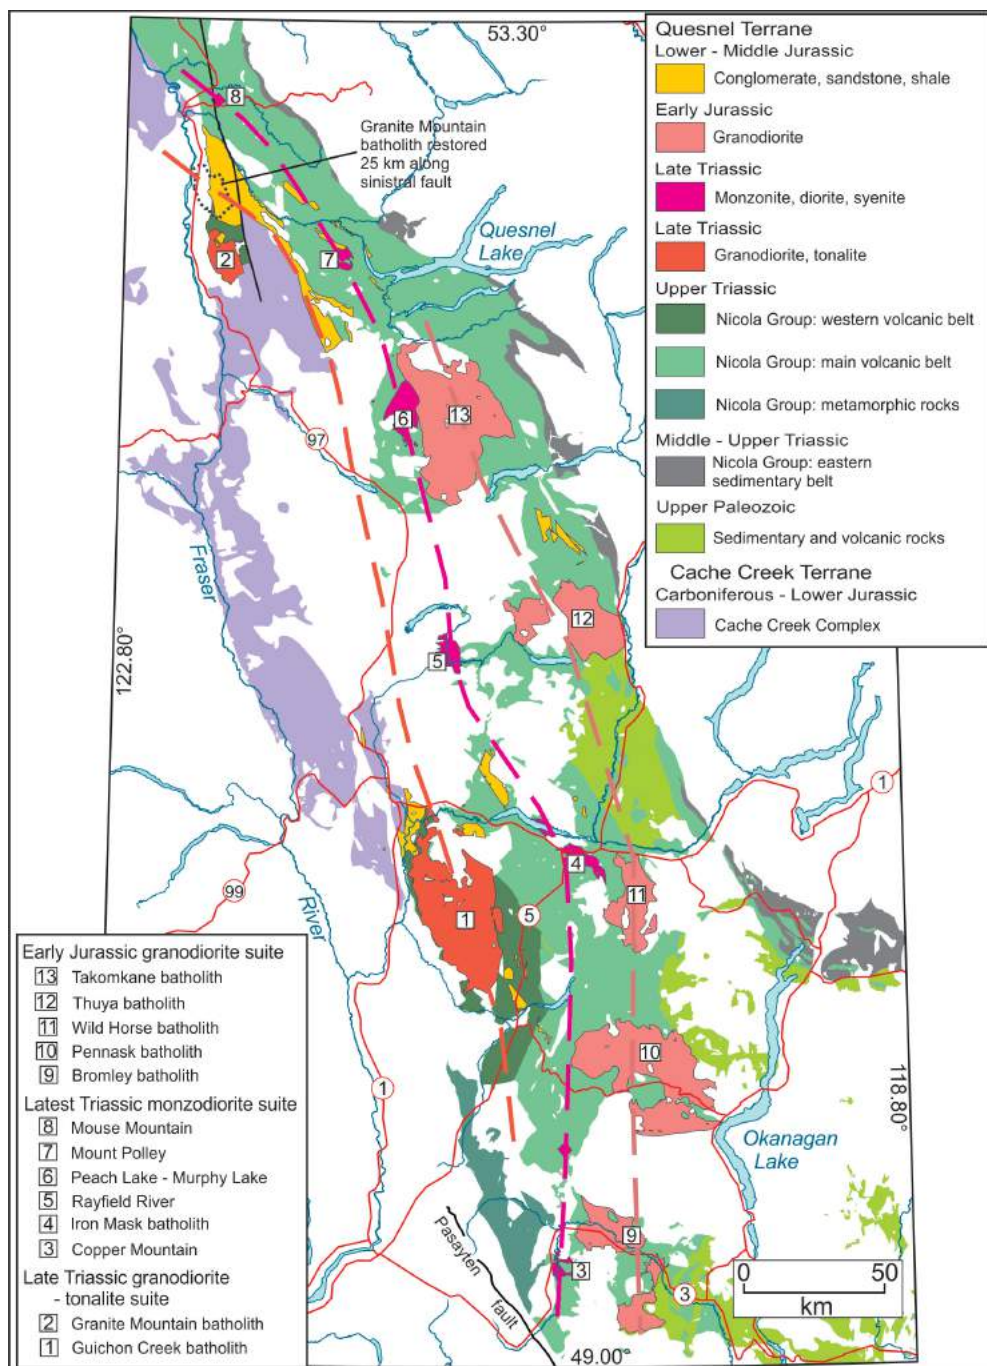 53.30°
Quesnel Terrane
Lower - Middle Jurassic
Conglomerate, sandstone, shale
Early Jurassic
Granodiorite
Late Triassic
Monzonite, diorite, syenite
Late Triassic
Granodiorite, tonalite
Upper Triassic
Nicola Group: western volcanic belt
Nicola Group: main volcanic belt
Nicola Group: metamorphic rocks
Middle - Upper Triassic
Nicola Group: eastern
sedimentary belt
Upper Paleozoic
Sedimentary and volcanic rocks
Cache Creek Terrane
Carboniferous - Lower Jurassic
Cache Creek Complex
8
Granite Mountain
batholith restored
25 km along
sinistral fault
Quesnel
Lake
2
7
6
13
97
Fraser
12
122.80°
5
1
4
99
11
1
5
River
10
1
118.80°
Okanagan
Lake
Pasayten
fault
9
3
3
0
50
km
49.00°
Early Jurassic granodiorite suite
13 Takomkane batholith
12 Thuya batholith
11 Wild Horse batholith
10 Pennask batholith
9 Bromley batholith
Latest Triassic monzodiorite suite
8 Mouse Mountain
7 Mount Polley
6 Peach Lake - Murphy Lake
5 Rayfield River
4 Iron Mask batholith
3 Copper Mountain
Late Triassic granodiorite
- tonalite suite
2 Granite Mountain batholith
1 Guichon Creek batholith